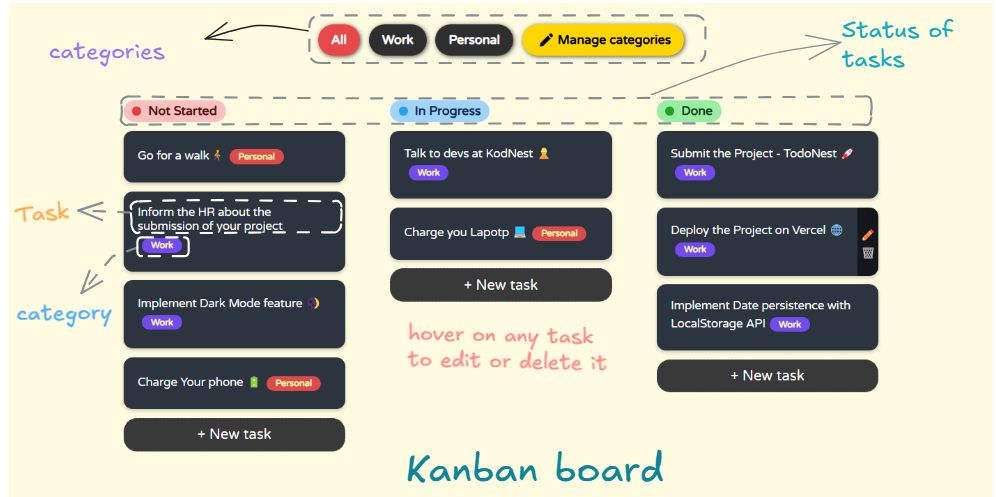 categories
All
Work
Personal
Manage categories
Status of
tasks
Not Started
Go for a walk
Personal
Task
Inform the HR about the
submission of your project
Work
category
Implement Dark Mode feature
Work
Charge Your phone
Personal
+ New task
In Progress
Talk to devs at KodNest
Work
Charge you Lapotp
Personal
+ New task
hover on any task
to edit or delete it
Done
Submit the Project - TodoNest
Work
Deploy the Project on Vercel
Work
Implement Date persistence with
LocalStorage API Work
+ New task
Kanban board